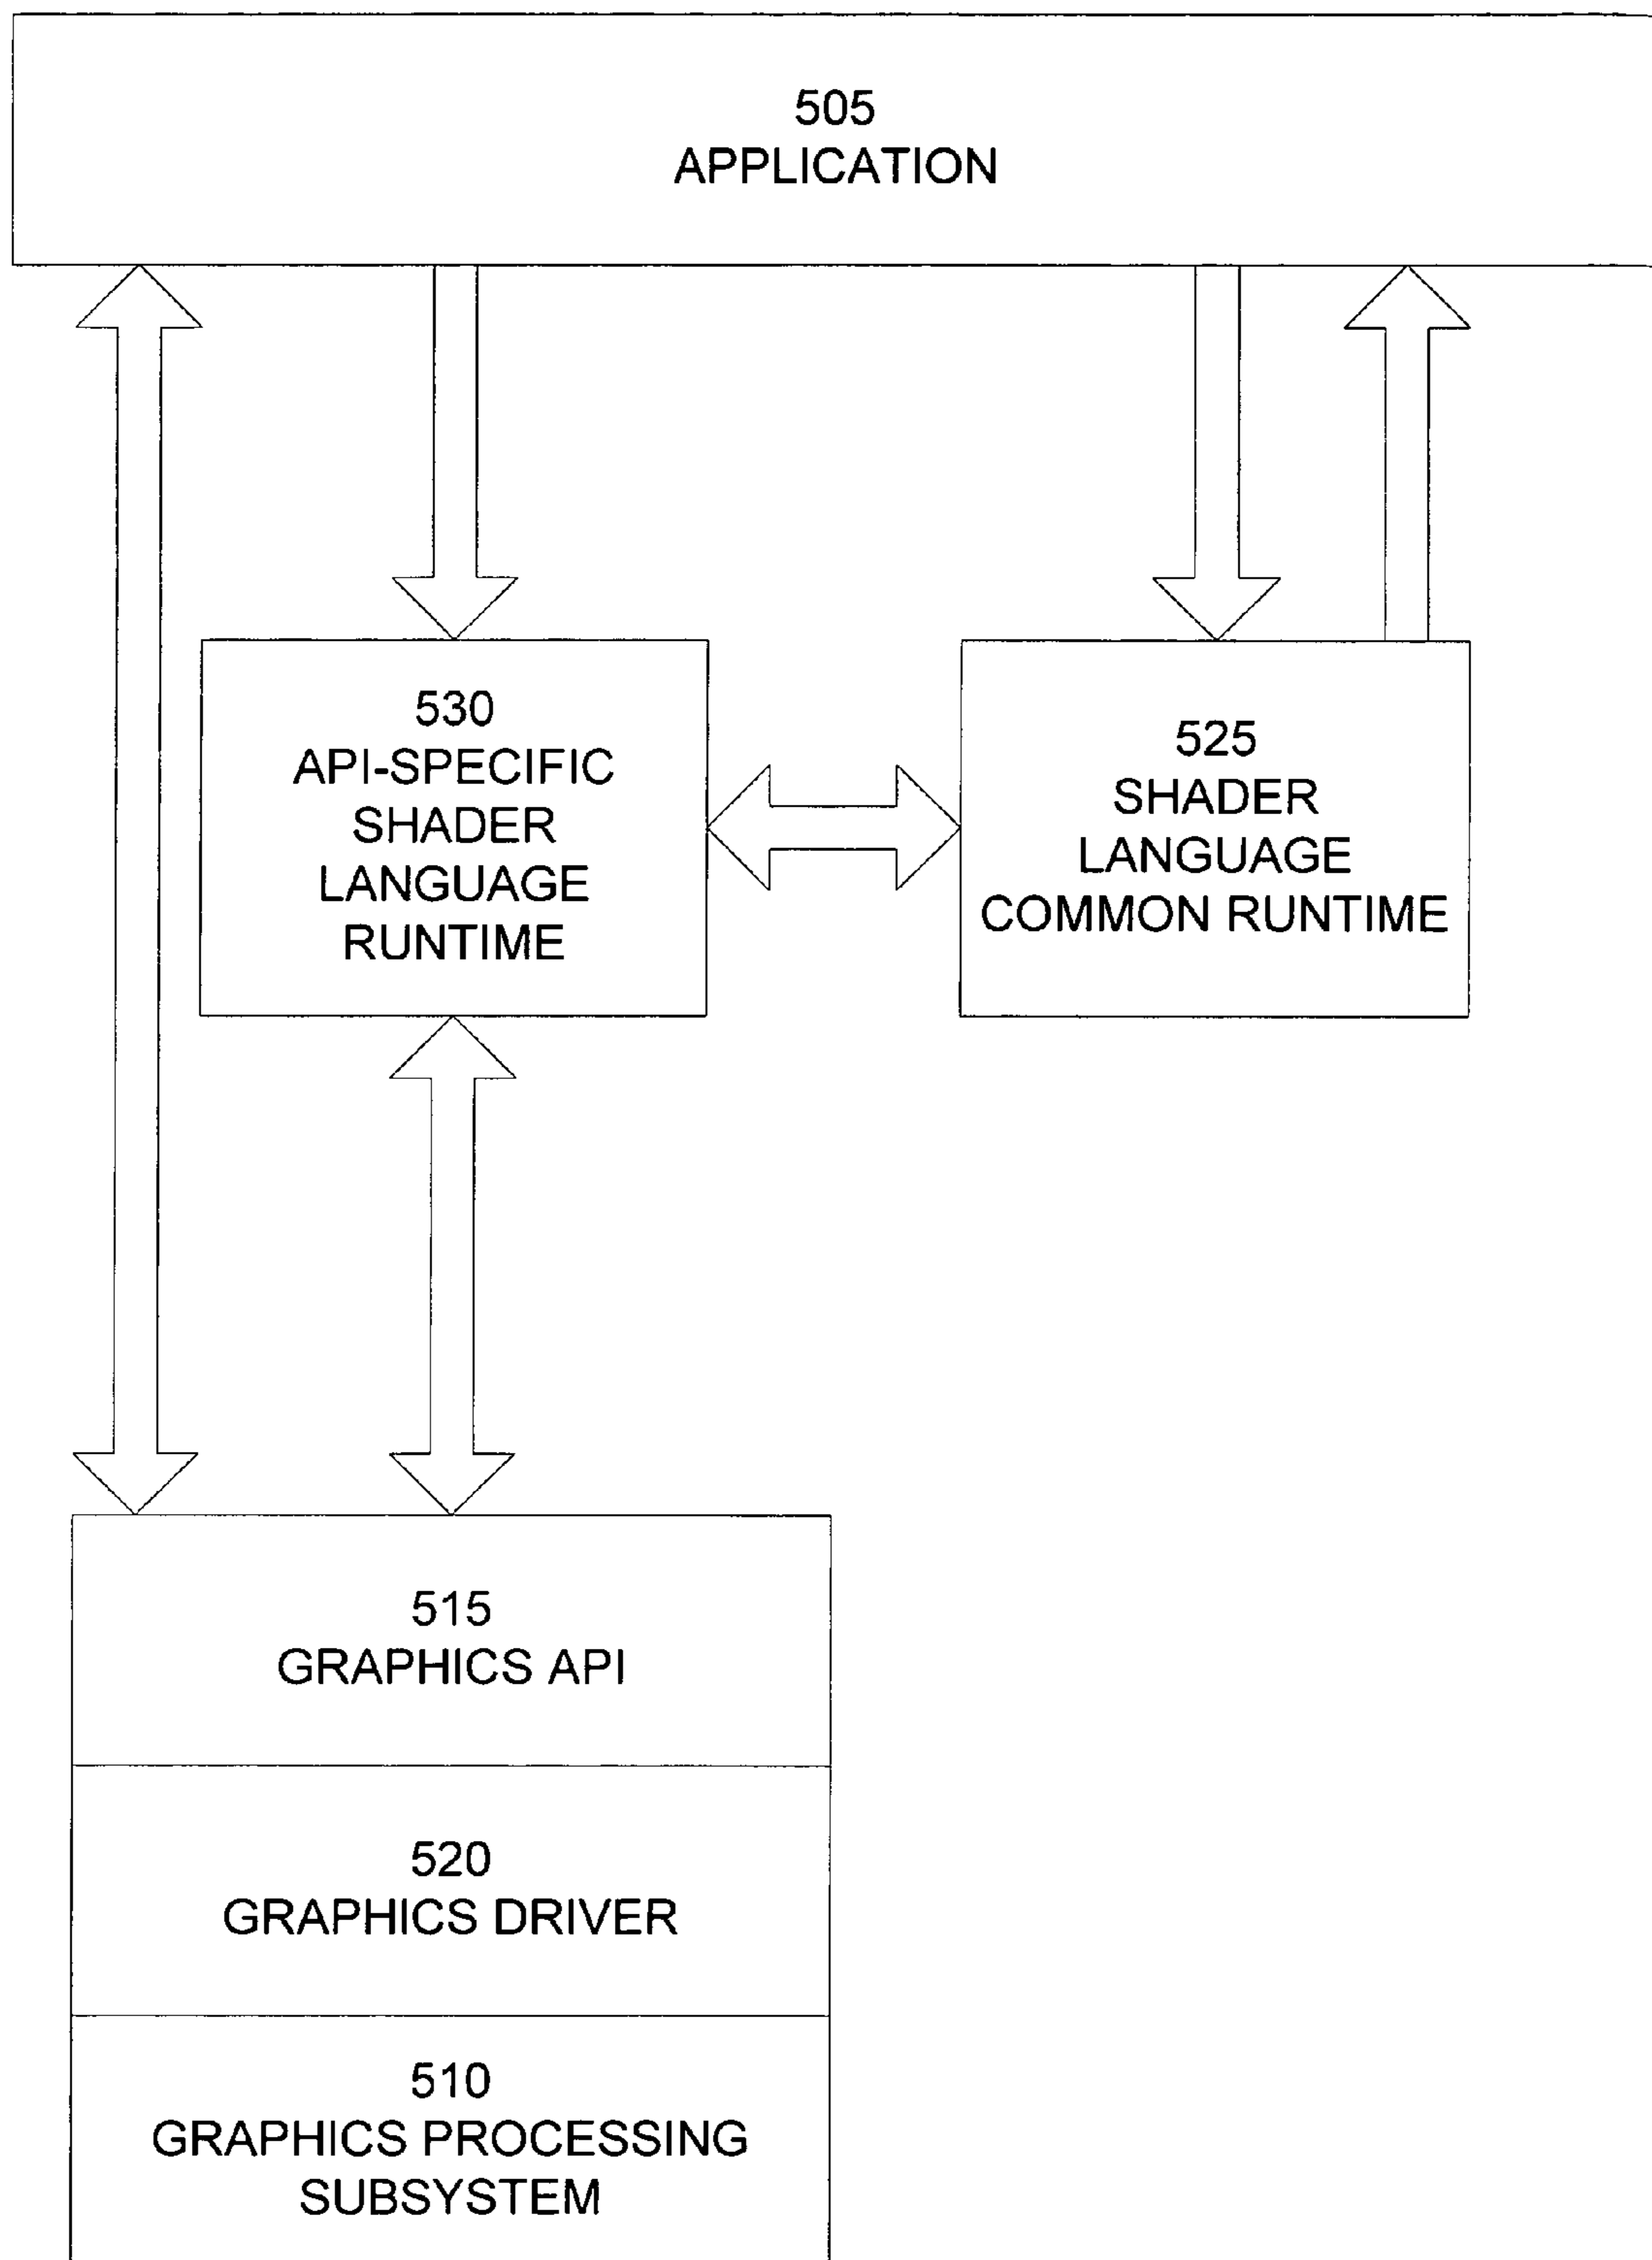 505
APPLICATION
530
API-SPECIFIC
SHADER
LANGUAGE
RUNTIME
525
SHADER
LANGUAGE
COMMON RUNTIME
515
GRAPHICS API
520
GRAPHICS DRIVER
510
GRAPHICS PROCESSING
SUBSYSTEM